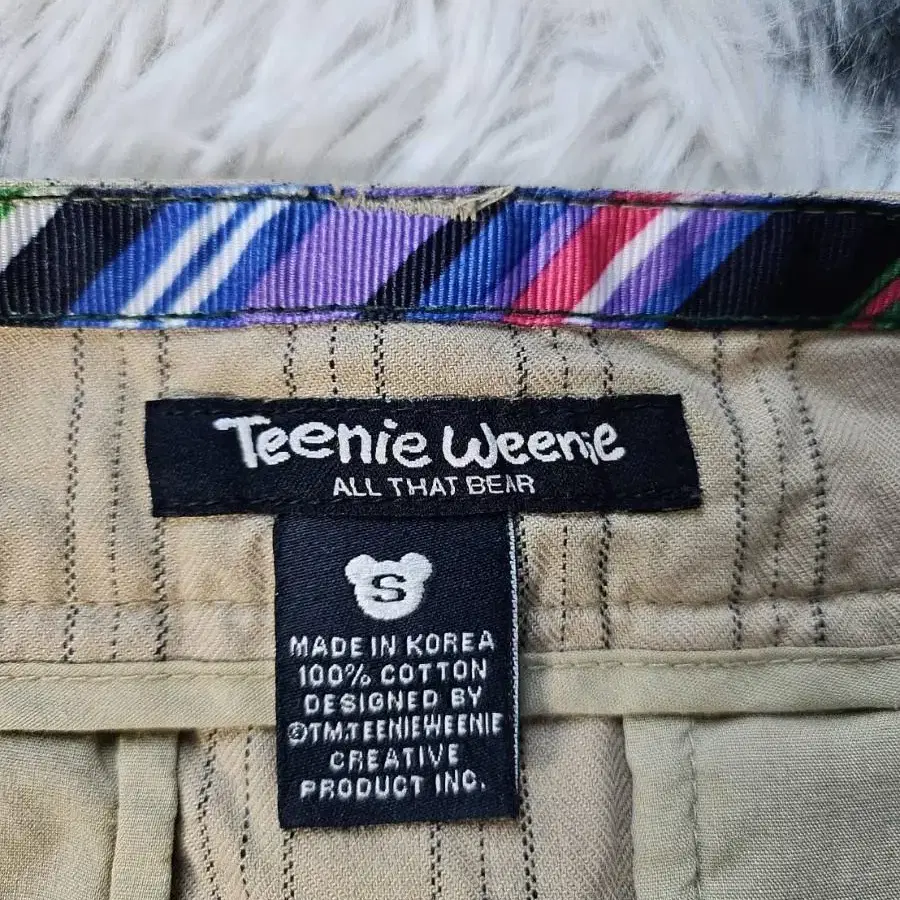 Teenie Weenie
ALL THAT BEAR
S
MADE IN KOREA
100% COTTON
DESIGNED BY
©TM.TEENIEWEENIE
CREATIVE
PRODUCT INC.